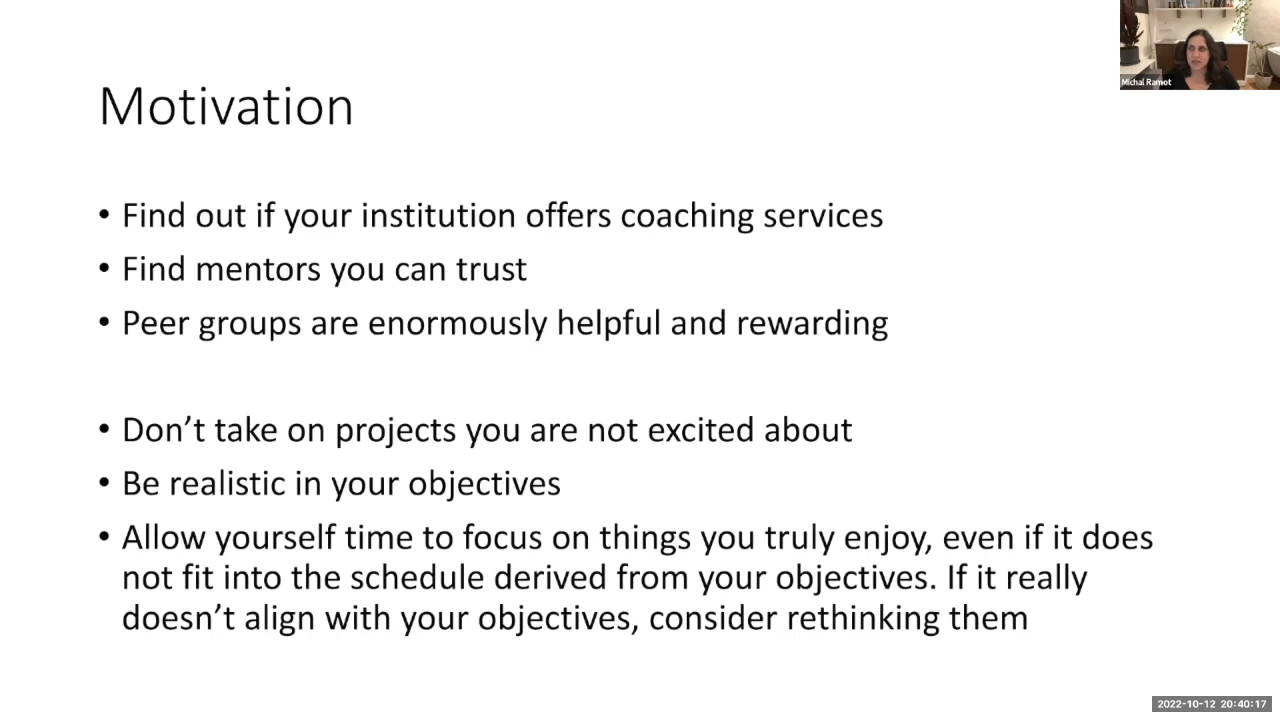 Michal Ramot
Motivation
• Find out if your institution offers coaching services
• Find mentors you can trust
• Peer groups are enormously helpful and rewarding
• Don’t take on projects you are not excited about
• Be realistic in your objectives
• Allow yourself time to focus on things you truly enjoy, even if it does
not fit into the schedule derived from your objectives. If it really
doesn’t align with your objectives, consider rethinking them
2022-10-12 20:40:17